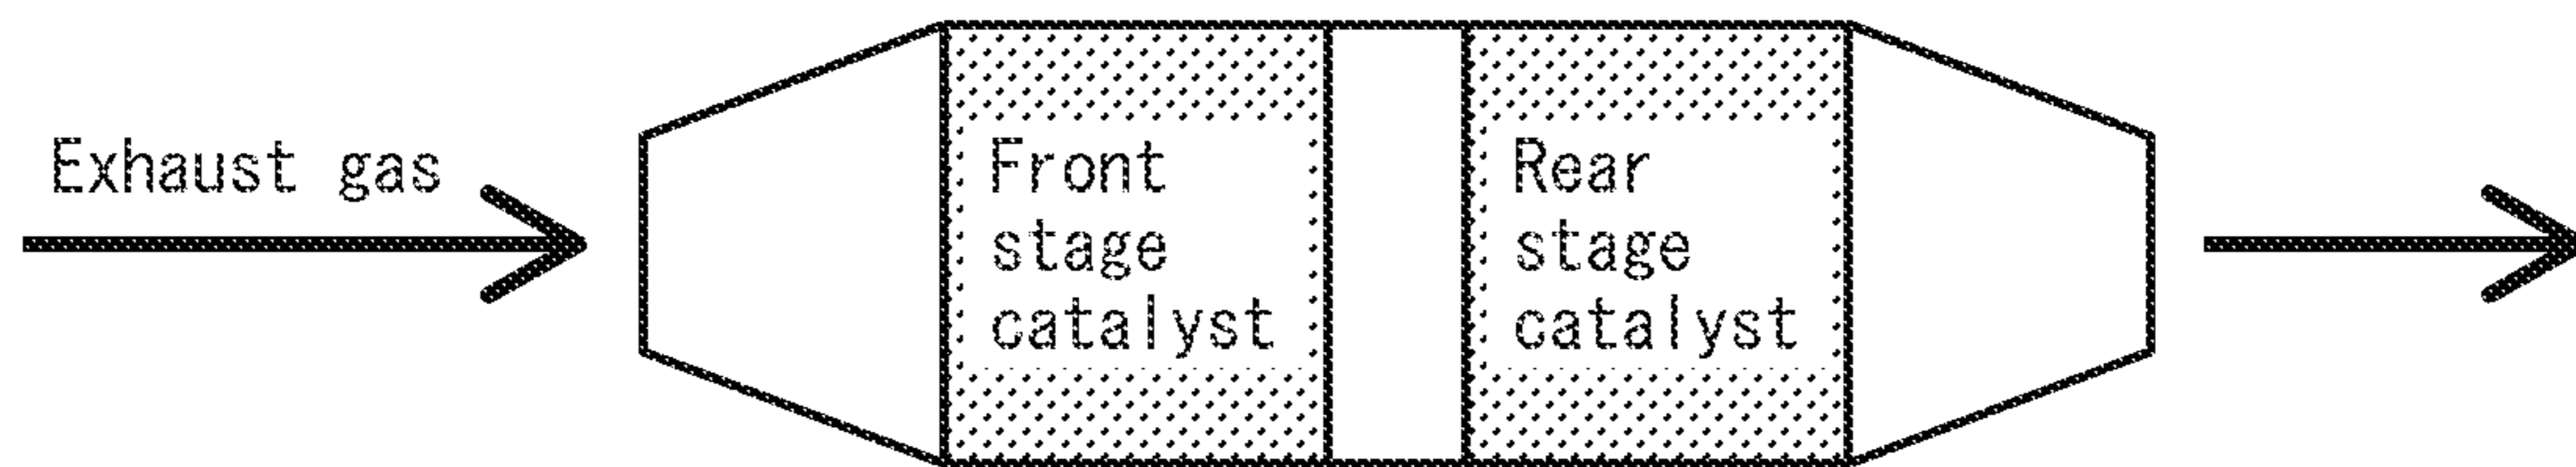 Exhaust gas
Front
stage
catalyst
Rear
stage
catalyst